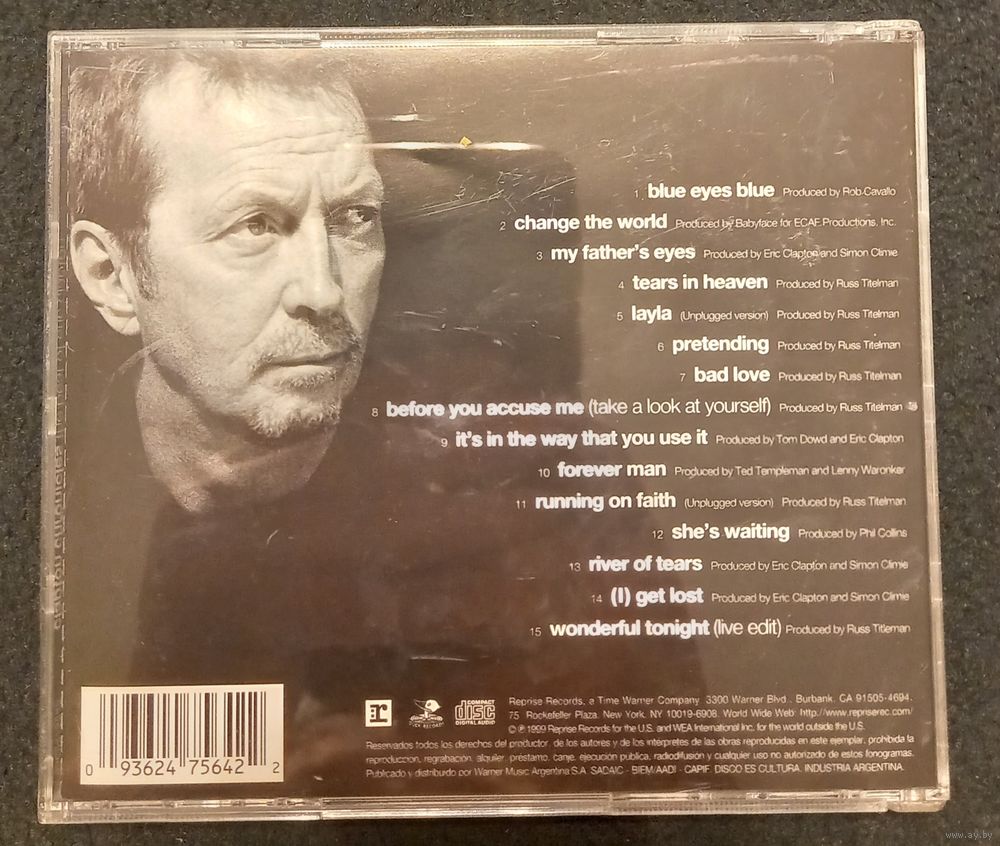 1 blue eyes blue Produced by Rob Cavallo
2 change the world Produced by Babyface for ECAF Productions, Inc.
3 my father's eyes Produced by Eric Clapton and Simon Climie
4 tears in heaven Produced by Russ Titelman
5 layla (Unplugged version) Produced by Russ Titelman
6 pretending Produced by Russ Titelman
7 bad love Produced by Russ Titelman
8 before you accuse me (take a look at yourself) Produced by Russ Titelman
9 it's in the way that you use it Produced by Tom Dowd and Eric Clapton
10 forever man Produced by Ted Templeman and Lenny Waronker
11 running on faith (Unplugged version) Produced by Russ Titelman
12 she's waiting Produced by Phil Collins
13 river of tears Produced by Eric Clapton and Simon Climie
14 (I) get lost Produced by Eric Clapton and Simon Climie
15 wonderful tonight (live edit) Produced by Russ Titleman
0 93624 75642 2
r
COMPACT
disc
DIGITAL AUDIO
Reprise Records, a Time Warner Company 3300 Warner Blvd., Burbank, CA 91505-4694,
75 Rockefeller Plaza, New York, NY 10019-6908. World Wide Web: http://www.repriserec.com/
© ℗ 1999 Reprise Records for the U.S. and WEA International Inc. for the world outside the U.S.
Reservados todos los derechos del productor, de los autores y de los intérpretes de las obras reproducidas en este ejemplar, prohibida la
reproduccion, regrabación, alquiler, préstamo, canje, ejecución publica, radiodifusión y cualquier uso no autorizado de estos fonogramas.
Publicado y distribuido por Warner Music Argentina S.A. SADAIC - BIEM/AADI - CAPIF. DISCO ES CULTURA. INDUSTRIA ARGENTINA.
www.ay.by